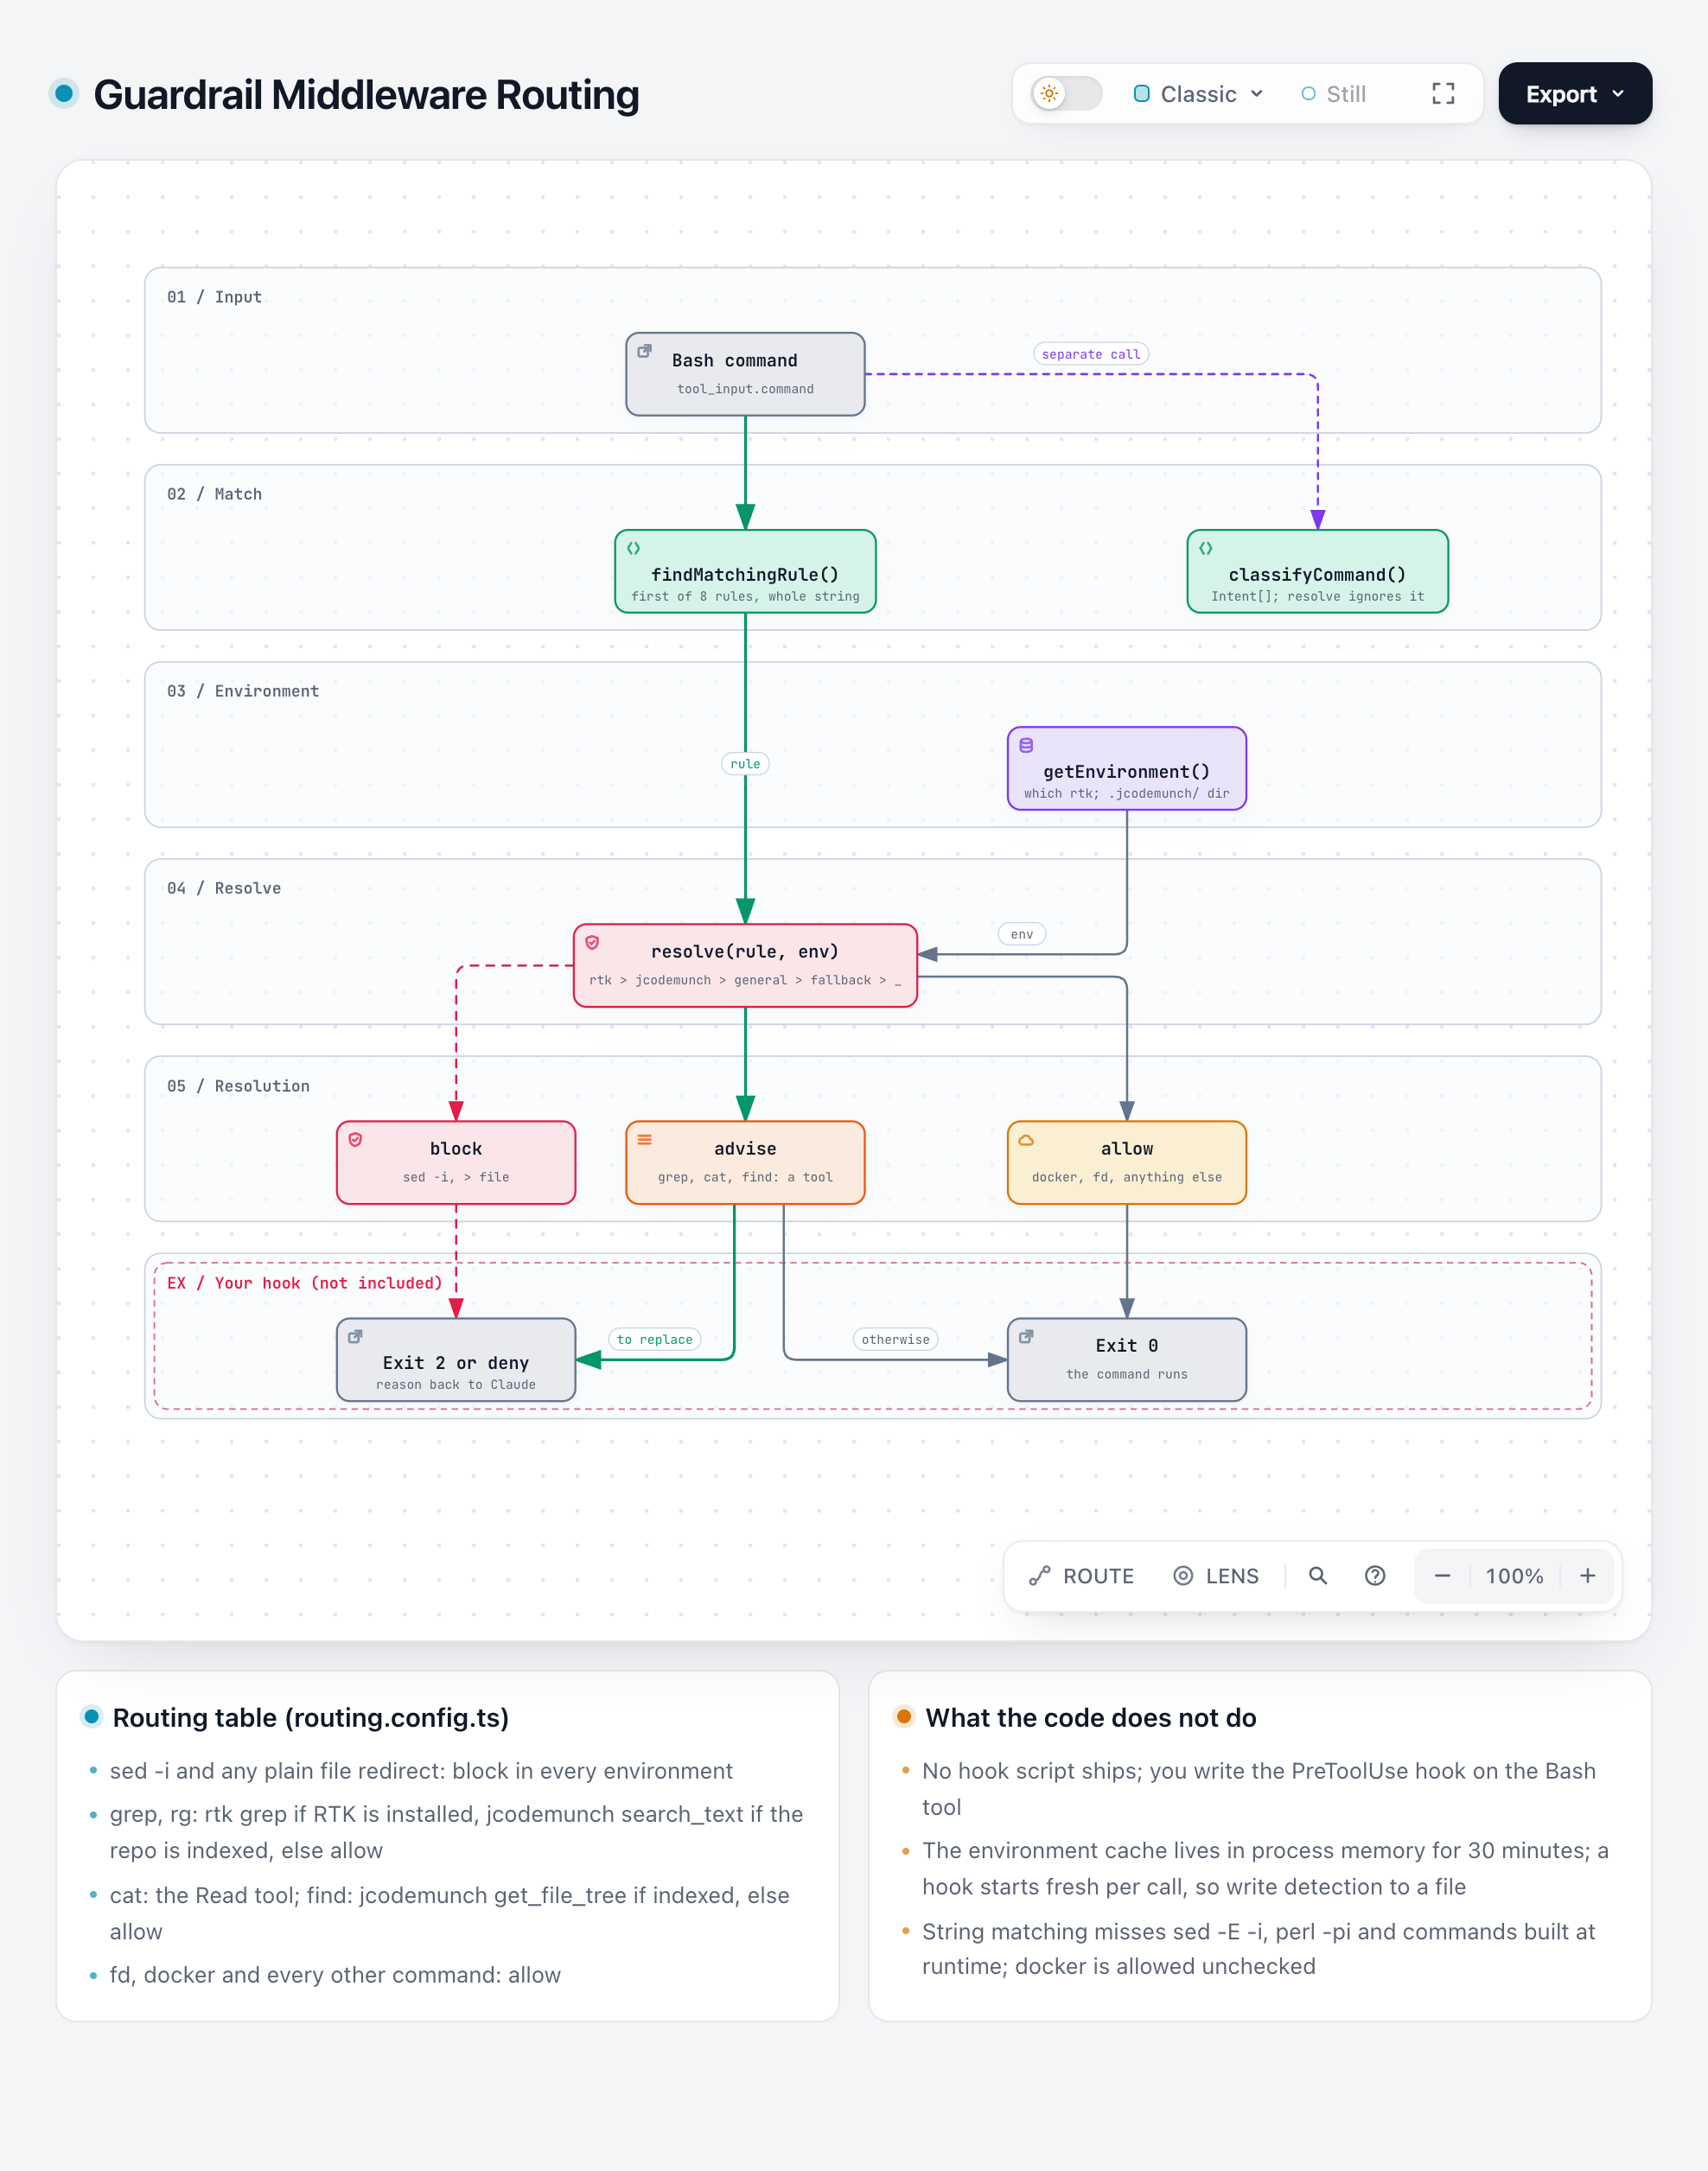 Guardrail Middleware Routing
Classic
Still
Export
01 / Input
Bash command
tool_input.command
separate call
02 / Match
findMatchingRule()
first of 8 rules, whole string
classifyCommand()
Intent[]; resolve ignores it
03 / Environment
rule
getEnvironment()
which rtk; .jcodemunch/ dir
04 / Resolve
env
resolve(rule, env)
rtk > jcodemunch > general > fallback > _
05 / Resolution
block
sed -i, > file
advise
grep, cat, find: a tool
allow
docker, fd, anything else
EX / Your hook (not included)
to replace
otherwise
Exit 2 or deny
reason back to Claude
Exit 0
the command runs
ROUTE
LENS
100%
Routing table (routing.config.ts)
sed -i and any plain file redirect: block in every environment
grep, rg: rtk grep if RTK is installed, jcodemunch search_text if the
repo is indexed, else allow
cat: the Read tool; find: jcodemunch get_file_tree if indexed, else
allow
fd, docker and every other command: allow
What the code does not do
No hook script ships; you write the PreToolUse hook on the Bash
tool
The environment cache lives in process memory for 30 minutes; a
hook starts fresh per call, so write detection to a file
String matching misses sed -E -i, perl -pi and commands built at
runtime; docker is allowed unchecked